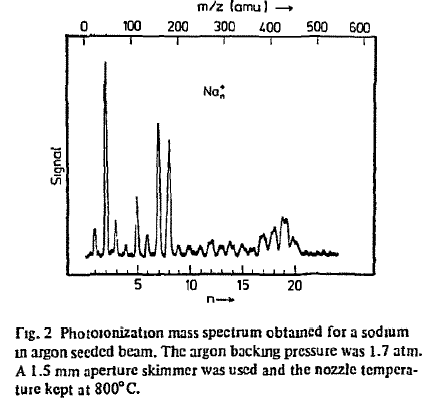 m/z (amu) →
0 100 200 300 400 500 600
Na⁺ₙ
Signal
5 10 15 20
n→
Fig. 2 Photoionization mass spectrum obtained for a sodium
in argon seeded beam. The argon backing pressure was 1.7 atm.
A 1.5 mm aperture skimmer was used and the nozzle tempera-
ture kept at 800°C.